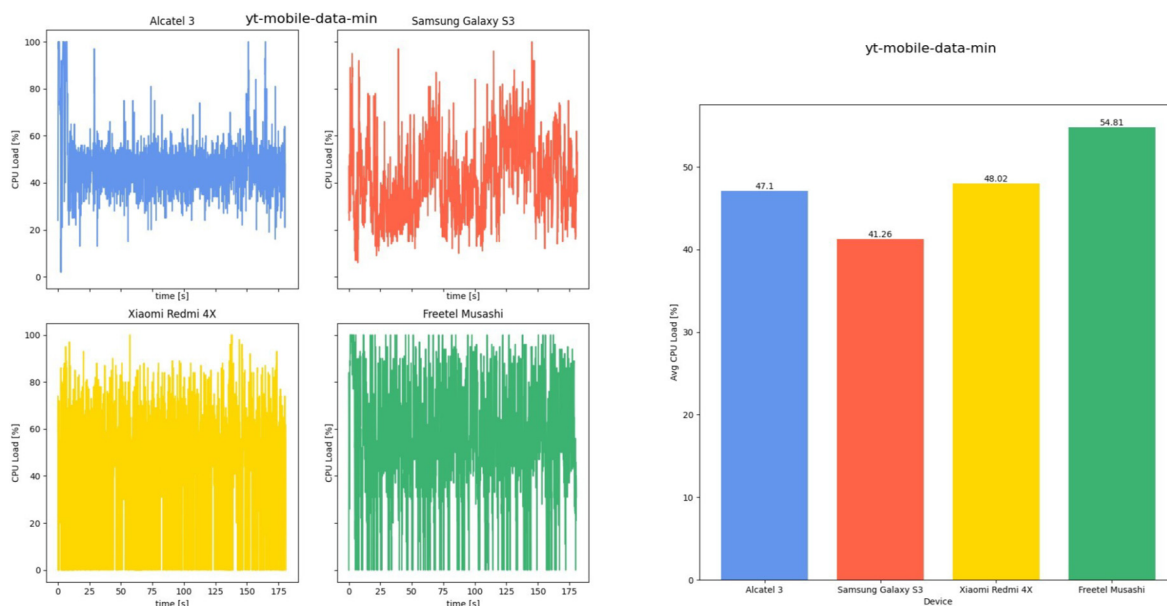 yt-mobile-data-min
Alcatel 3
Samsung Galaxy S3
100
80
60
40
20
0
CPU Load [%]
CPU Load [%]
time [s]
time [s]
Xiaomi Redmi 4X
Freetel Musashi
100
80
60
40
20
0
CPU Load [%]
CPU Load [%]
0 25 50 75 100 125 150 175
0 25 50 75 100 125 150 175
time [s]
time [s]
yt-mobile-data-min
50
40
30
20
10
0
Avg CPU Load [%]
47.1
41.26
48.02
54.81
Alcatel 3
Samsung Galaxy S3
Xiaomi Redmi 4X
Freetel Musashi
Device